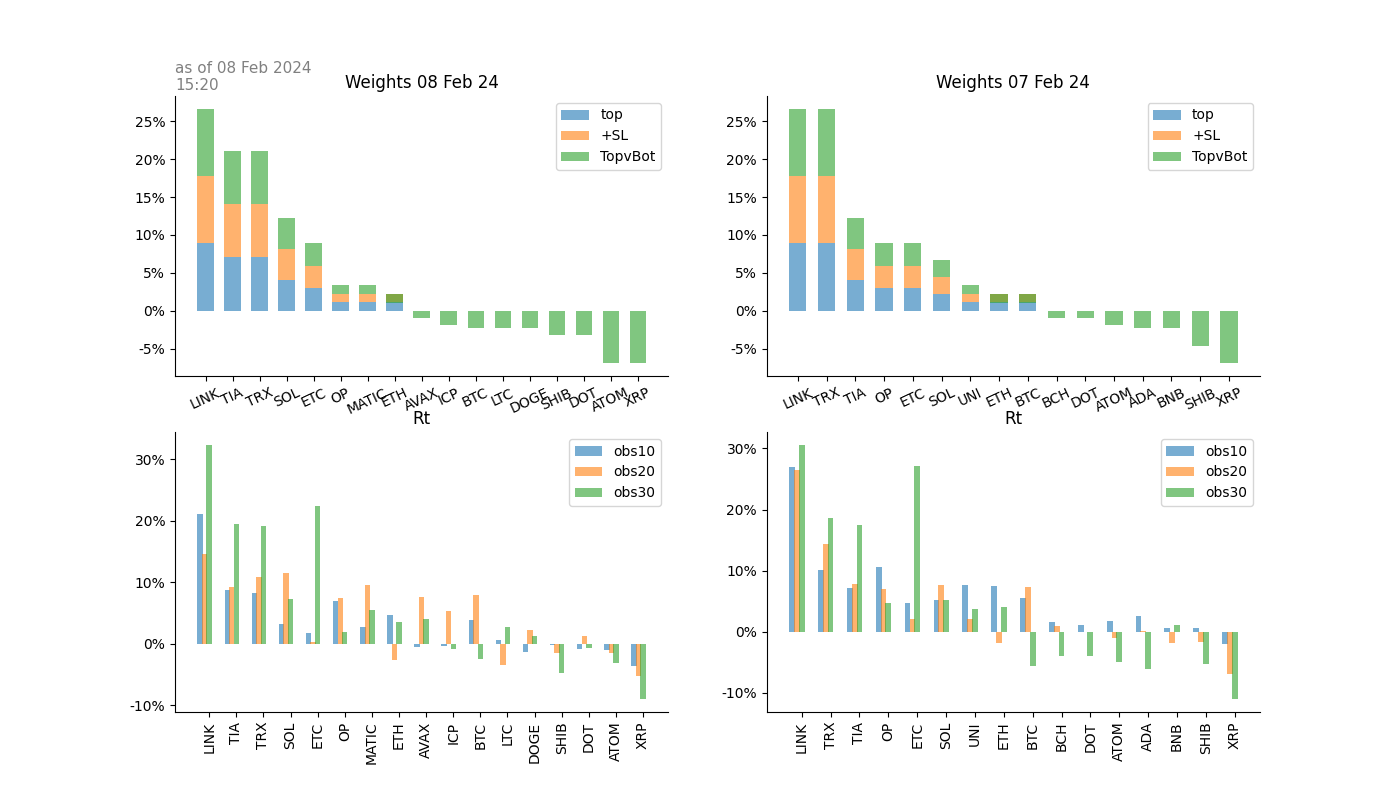 as of 08 Feb 2024
15:20
Weights 08 Feb 24
25%
20%
15%
10%
5%
0%
-5%
top
+SL
TopvBot
LINK TIA TRX SOL ETC OP MATIC ETH AVAX ICP BTC LTC DOGE SHIB DOT ATOM XRP
Weights 07 Feb 24
25%
20%
15%
10%
5%
0%
-5%
top
+SL
TopvBot
LINK TRX TIA OP ETC SOL UNI ETH BTC BCH DOT ATOM ADA BNB SHIB XRP
Rt
30%
20%
10%
0%
-10%
obs10
obs20
obs30
LINK TIA TRX SOL ETC OP MATIC ETH AVAX ICP BTC LTC DOGE SHIB DOT ATOM XRP
Rt
30%
20%
10%
0%
-10%
obs10
obs20
obs30
LINK TRX TIA OP ETC SOL UNI ETH BTC BCH DOT ATOM ADA BNB SHIB XRP